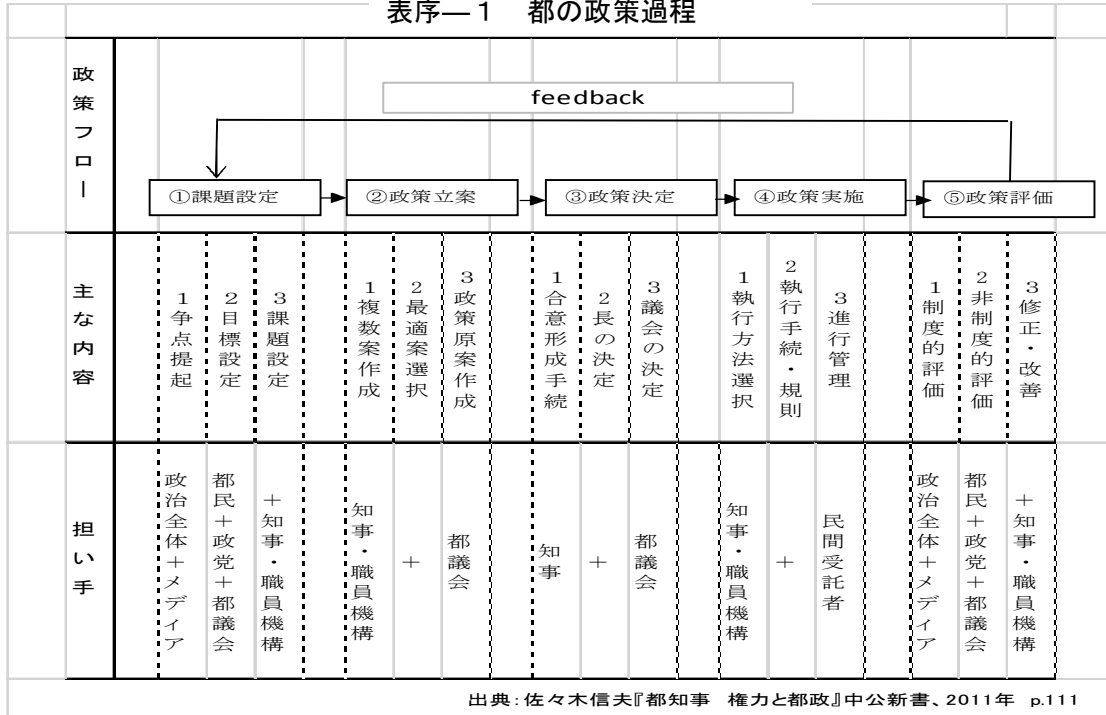 表序―1　都の政策過程
政策フロー
feedback
①課題設定
②政策立案
③政策決定
④政策実施
⑤政策評価
主な内容
1争点提起
2目標設定
3課題設定
1複数案作成
2最適案選択
3政策原案作成
1合意形成手続
2長の決定
3議会の決定
1執行方法選択
2執行手続・規則
3進行管理
1制度的評価
2非制度的評価
3修正・改善
担い手
政治全体+メディア
都民+政党+都議会
+知事・職員機構
知事・職員機構
+
都議会
知事
+
都議会
知事・職員機構
+
民間受託者
政治全体+メディア
都民+政党+都議会
+知事・職員機構
出典:佐々木信夫『都知事　権力と都政』中公新書、2011年 p.111